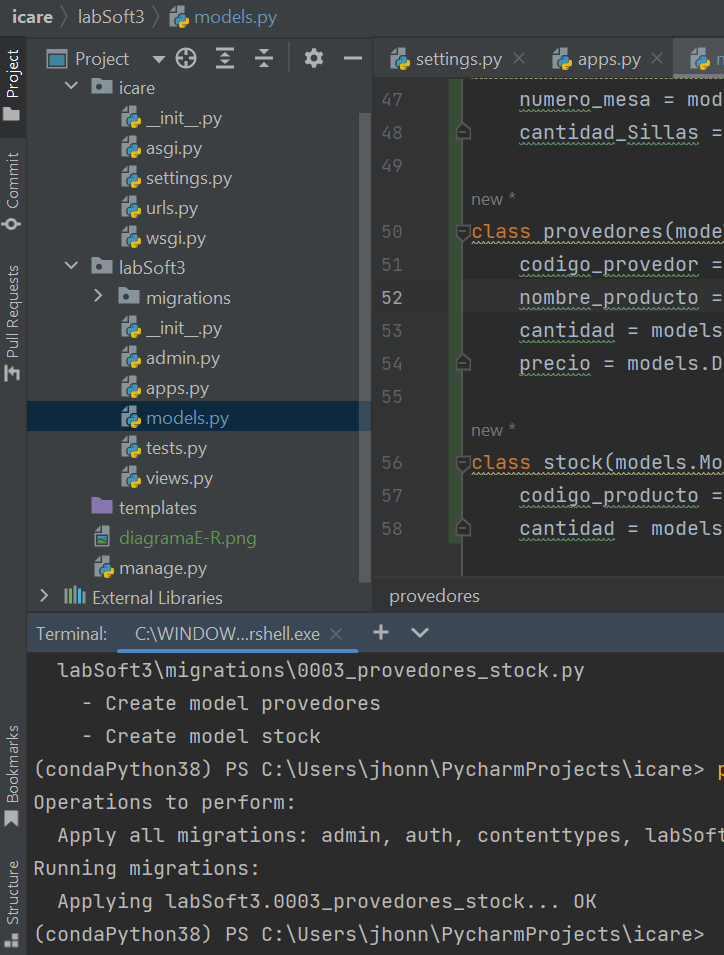 icare labSoft3 models.py
Project
Commit
Pull Requests
Bookmarks
Structure
Project
icare
__init__.py
asgi.py
settings.py
urls.py
wsgi.py
labSoft3
migrations
__init__.py
admin.py
apps.py
models.py
tests.py
views.py
templates
diagramaE-R.png
manage.py
External Libraries
settings.py apps.py
47 numero_mesa = mod
48 cantidad_Sillas =
49
new *
50 class provedores(mode
51 codigo_provedor =
52 nombre_producto =
53 cantidad = models
54 precio = models.D
55
new *
56 class stock(models.Mo
57 codigo_producto =
58 cantidad = models
provedores
Terminal: C:\WINDOW...rshell.exe
labSoft3\migrations\0003_provedores_stock.py
- Create model provedores
- Create model stock
(condaPython38) PS C:\Users\jhonn\PycharmProjects\icare> p
Operations to perform:
Apply all migrations: admin, auth, contenttypes, labSoft
Running migrations:
Applying labSoft3.0003_provedores_stock... OK
(condaPython38) PS C:\Users\jhonn\PycharmProjects\icare>